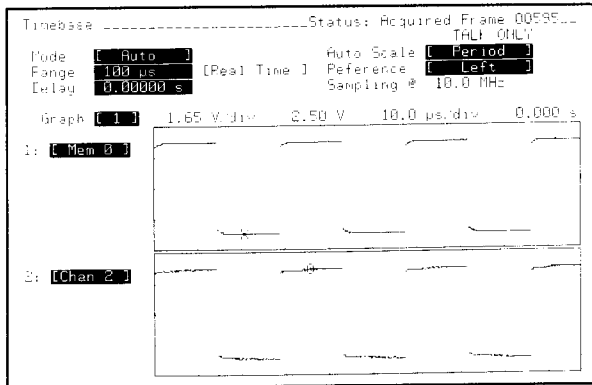 Timebase Status: Acquired Frame 00595
TALK ONLY
Mode [ Auto ] Auto Scale [ Period ]
Range 100 µs [Real Time ] Reference [ Left ]
Delay 0.00000 s Sampling @ 10.0 MHz
Graph [ 1 ] 1.65 V/div 2.50 V 10.0 µs/div 0.000 s
1: [ Mem 0 ]
2: [Chan 2 ]